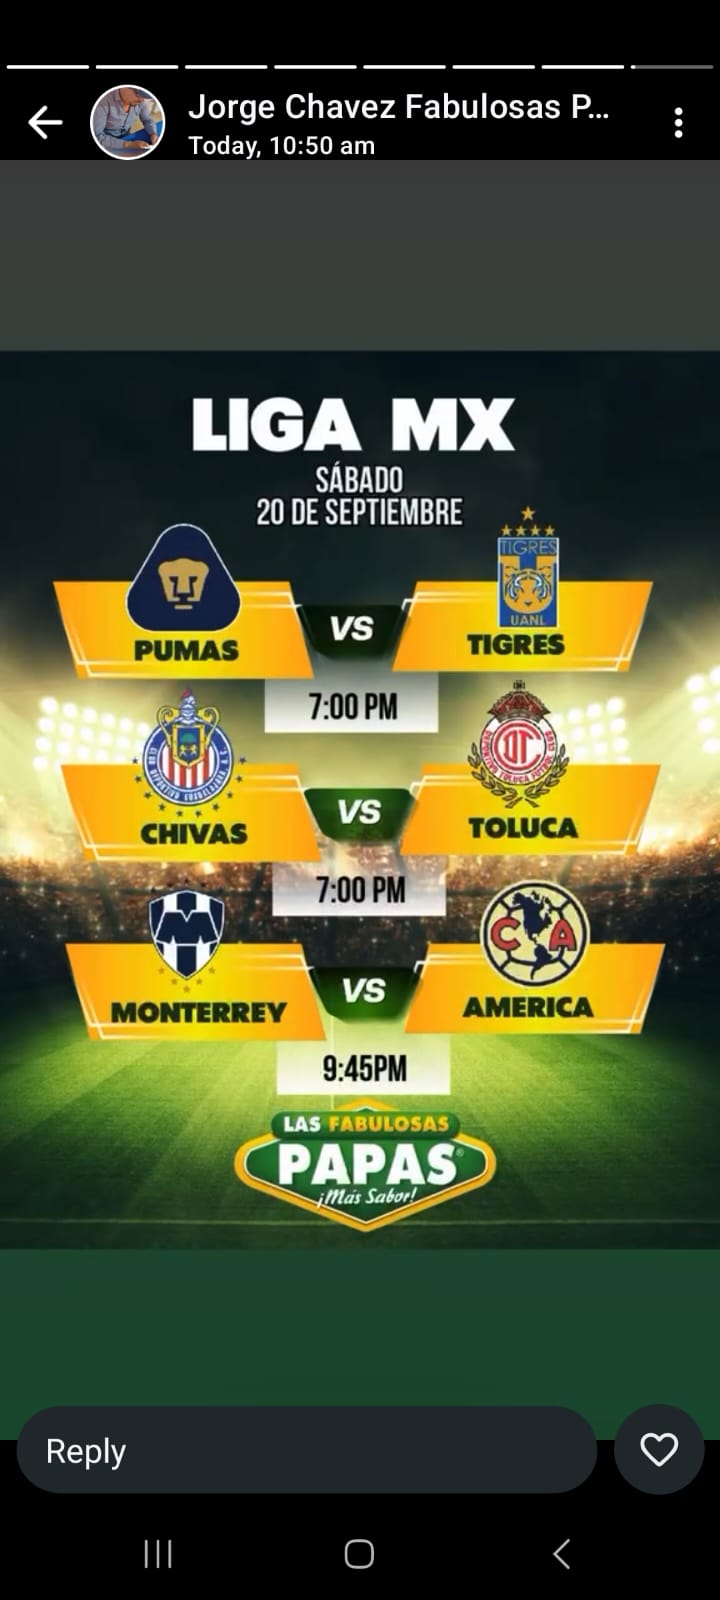 Jorge Chavez Fabulosas P...
Today, 10:50 am
LIGA MX
SÁBADO
20 DE SEPTIEMBRE
TIGRES
UANL
PUMAS VS TIGRES
7:00 PM
CHIVAS VS TOLUCA
7:00 PM
C A
MONTERREY VS AMERICA
9:45PM
LAS FABULOSAS
PAPAS®
¡Más Sabor!
Reply